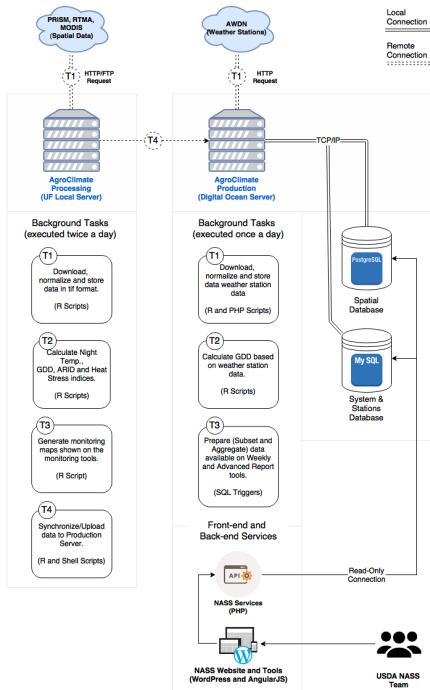 PRISM, RTMA,
MODIS
(Spatial Data)
AWDN
(Weather Stations)
Local
Connection
Remote
Connection
T1
HTTP/FTP
Request
T1
HTTP
Request
T4
TCP/IP
AgroClimate
Processing
(UF Local Server)
AgroClimate
Production
(Digital Ocean Server)
Background Tasks
(executed twice a day)
T1
Download,
normalize and store
data in tif format.
(R Scripts)
T2
Calculate Night
Temp.,
GDD, ARID and Heat
Stress indices.
(R Scripts)
T3
Generate monitoring
maps shown on the
monitoring tools.
(R Script)
T4
Synchronize/Upload
data to Production
Server.
(R and Shell Scripts)
Background Tasks
(executed once a day)
T1
Download,
normalize and store
data weather station
data
(R and PHP Scripts)
T2
Calculate GDD based
on weather station
data.
(R Scripts)
T3
Prepare (Subset and
Aggregate) data
available on Weekly
and Advanced Report
tools.
(SQL Triggers)
PostgreSQL
Spatial
Database
My SQL
System &
Stations
Database
Front-end and
Back-end Services
API
NASS Services
(PHP)
Read-Only
Connection
NASS Website and Tools
(WordPress and AngularJS)
USDA NASS
Team